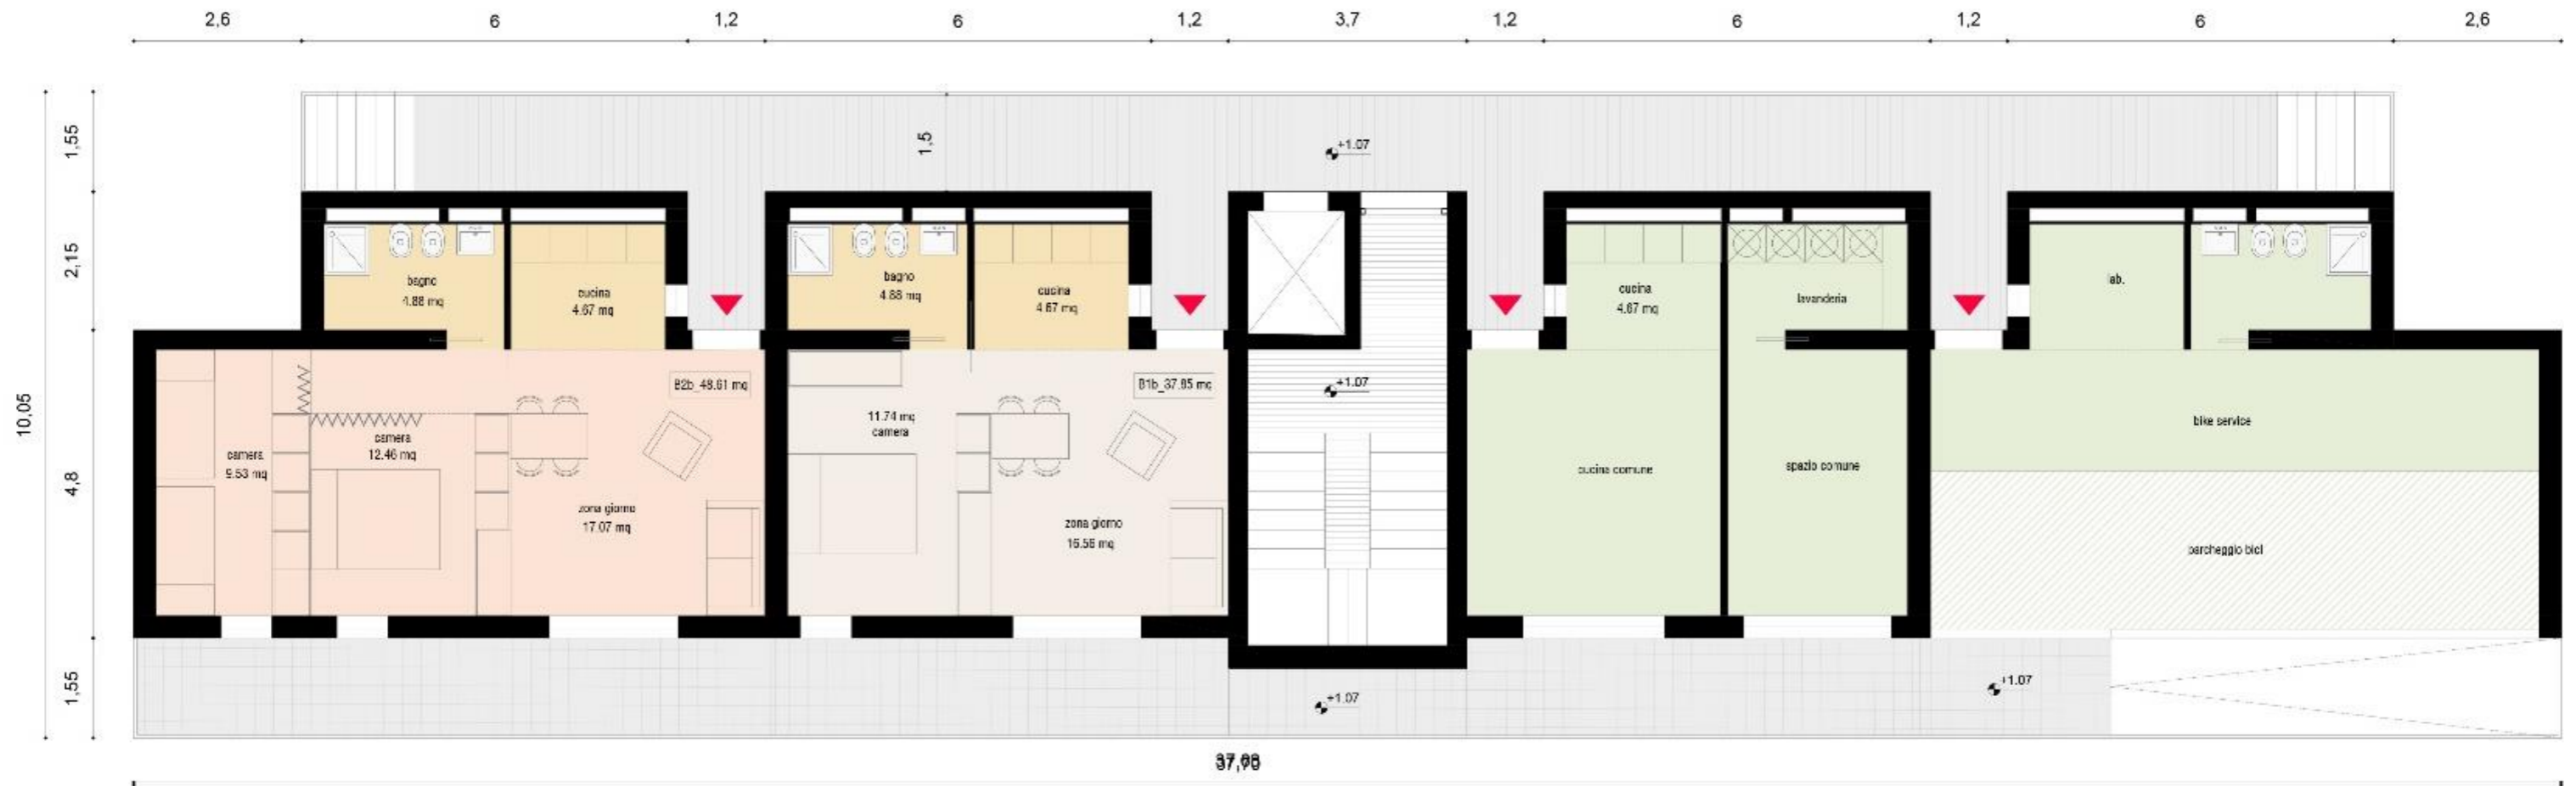 2,6 6 1,2 6 1,2 3,7 1,2 6 1,2 6 2,6
1,55
1,5
+1.07
2,15
bagno
4.88 mq
cucina
4.67 mq
bagno
4.88 mq
cucina
4.67 mq
cucina
4.67 mq
lavanderia
lab.
10,05
4,8
B2b_48.61 mq
B1b_37.85 mq
+1.07
camera
9.53 mq
camera
12.46 mq
zona giorno
17.07 mq
11.74 mq
camera
zona giorno
16.56 mq
cucina comune
spazio comune
bike service
parcheggio bici
1,55
+1.07
+1.07